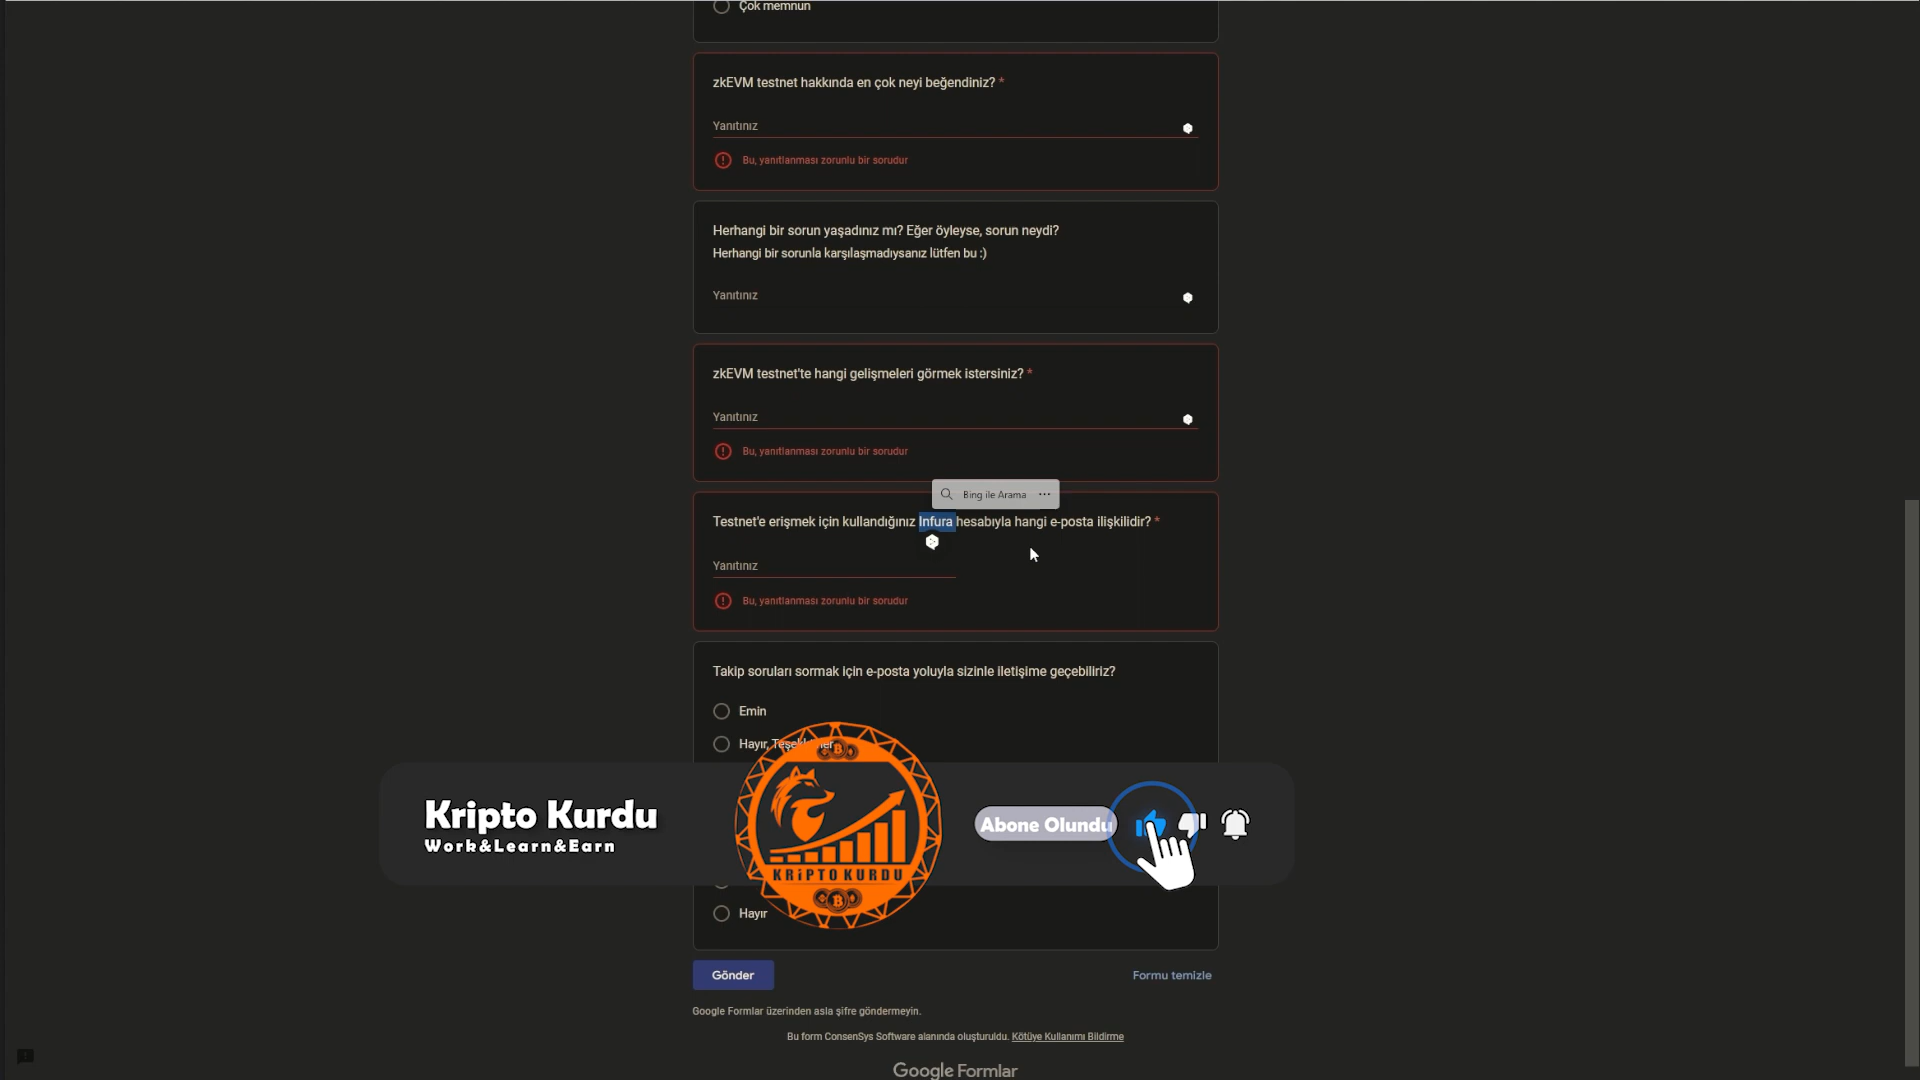 Çok memnun
zkEVM testnet hakkında en çok neyi beğendiniz? *
Yanıtınız
Bu, yanıtlanması zorunlu bir sorudur
Herhangi bir sorun yaşadınız mı? Eğer öyleyse, sorun neydi?
Herhangi bir sorunla karşılaşmadıysanız lütfen bu :)
Yanıtınız
zkEVM testnet'te hangi gelişmeleri görmek istersiniz? *
Yanıtınız
Bu, yanıtlanması zorunlu bir sorudur
Bing ile Arama ...
Testnet'e erişmek için kullandığınız Infura hesabıyla hangi e-posta ilişkilidir? *
Yanıtınız
Bu, yanıtlanması zorunlu bir sorudur
Takip soruları sormak için e-posta yoluyla sizinle iletişime geçebiliriz?
Emin
Hayır,
Kripto Kurdu
Work&Learn&Earn
KRiPTO KURDU
Abone Olundu
Hayır
Gönder
Formu temizle
Google Formlar üzerinden asla şifre göndermeyin.
Bu form ConsenSys Software alanında oluşturuldu. Kötüye Kullanımı Bildirme
Google Formlar